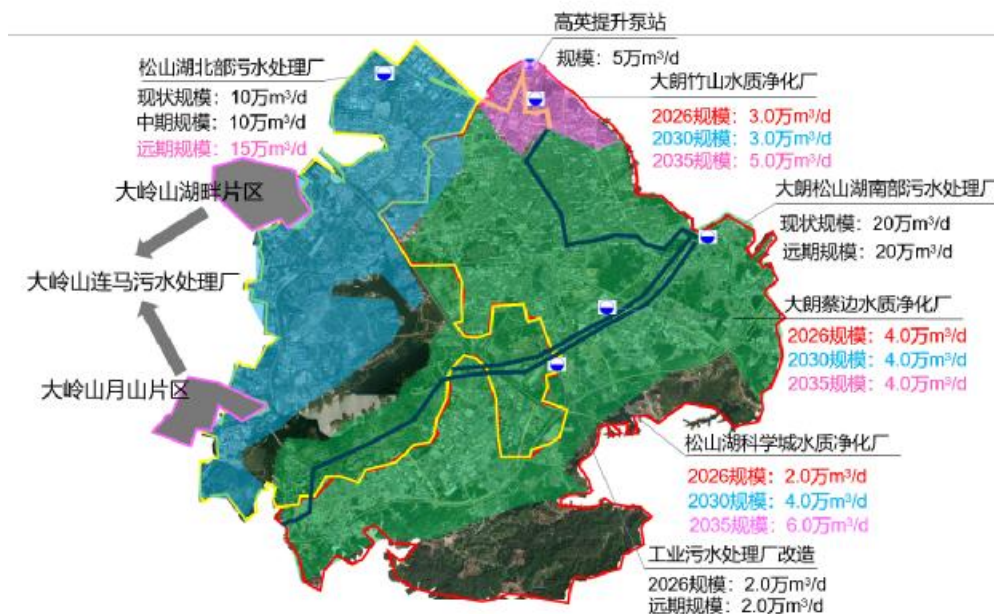 高英提升泵站
规模：5万m³/d
松山湖北部污水处理厂
现状规模：10万m³/d
中期规模：10万m³/d
远期规模：15万m³/d
大朗竹山水质净化厂
2026规模：3.0万m³/d
2030规模：3.0万m³/d
2035规模：5.0万m³/d
大岭山湖畔片区
大岭山连马污水处理厂
大岭山月山片区
大朗松山湖南部污水处理厂
现状规模：20万m³/d
远期规模：20万m³/d
大朗蔡边水质净化厂
2026规模：4.0万m³/d
2030规模：4.0万m³/d
2035规模：4.0万m³/d
松山湖科学城水质净化厂
2026规模：2.0万m³/d
2030规模：4.0万m³/d
2035规模：6.0万m³/d
工业污水处理厂改造
2026规模：2.0万m³/d
远期规模：2.0万m³/d